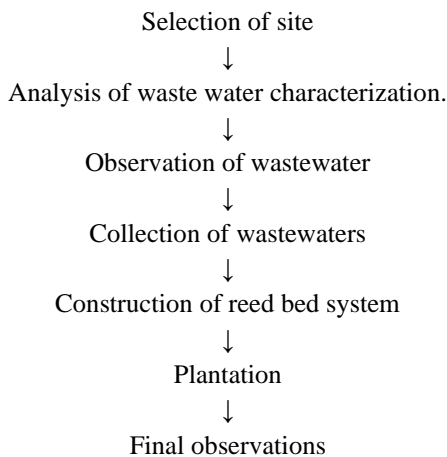 Selection of site
↓
Analysis of waste water characterization.
↓
Observation of wastewater
↓
Collection of wastewaters
↓
Construction of reed bed system
↓
Plantation
↓
Final observations